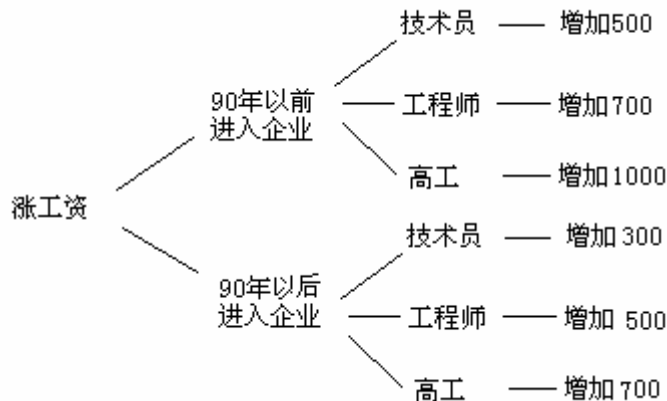 技术员 增加500
90年以前
进入企业
工程师 增加700
高工 增加1000
涨工资
技术员 增加 300
90年以后
进入企业
工程师 增加 500
高工 增加 700